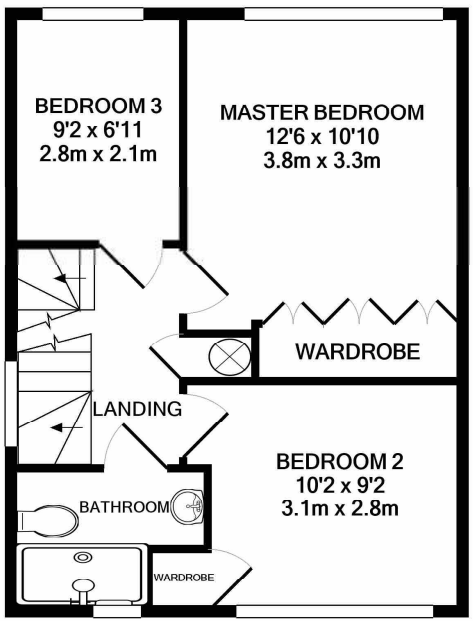 BEDROOM 3
9'2 x 6'11
2.8m x 2.1m
MASTER BEDROOM
12'6 x 10'10
3.8m x 3.3m
WARDROBE
LANDING
BEDROOM 2
10'2 x 9'2
3.1m x 2.8m
BATHROOM
WARDROBE